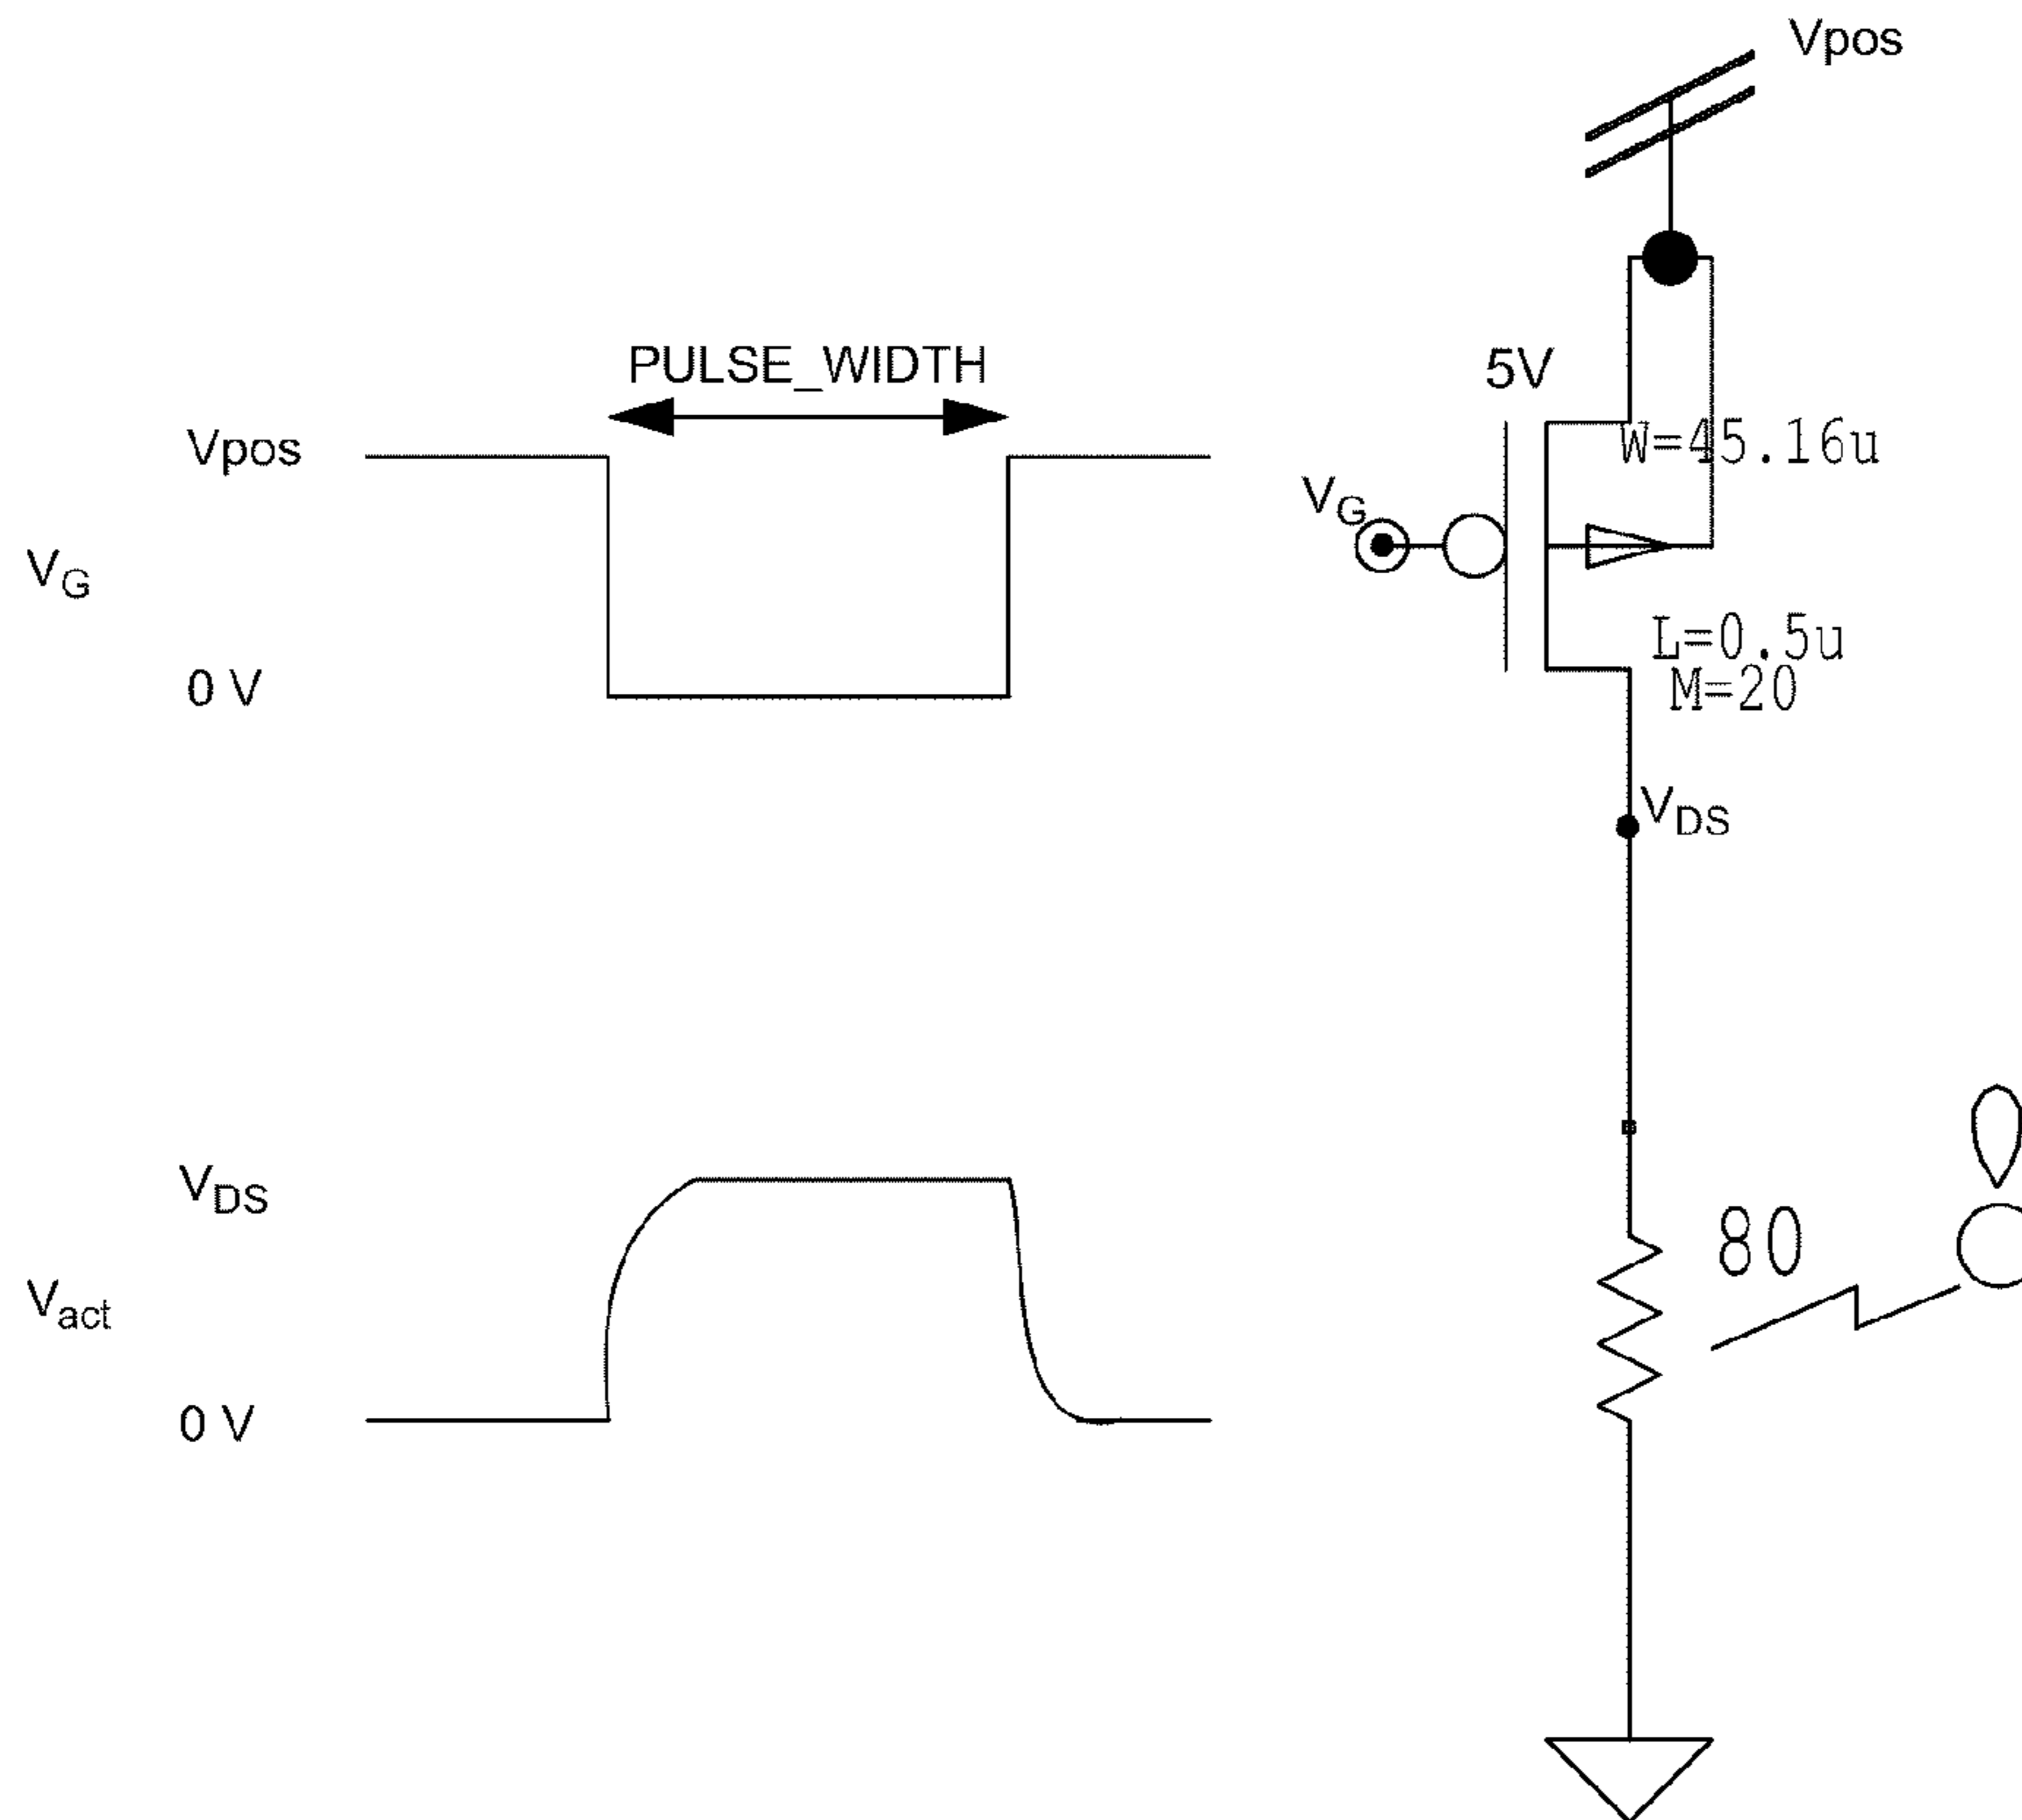 Vpos
PULSE_WIDTH
5V
Vpos
W=45.16u
VG
VG
L=0.5u
0 V
M=20
VDS
VDS
80
Vact
0 V